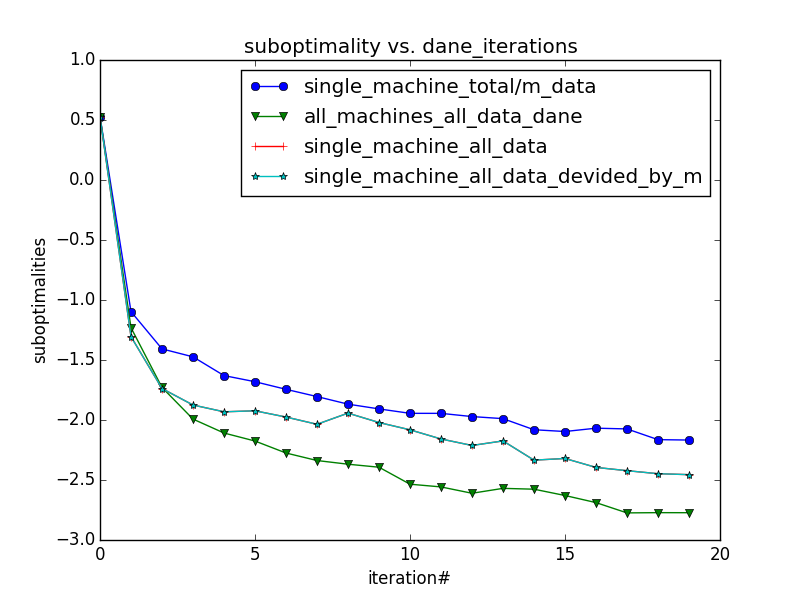 suboptimality vs. dane_iterations
single_machine_total/m_data
all_machines_all_data_dane
single_machine_all_data
single_machine_all_data_devided_by_m
1.0
0.5
0.0
−0.5
−1.0
−1.5
−2.0
−2.5
−3.0
suboptimalities
0 5 10 15 20
iteration#